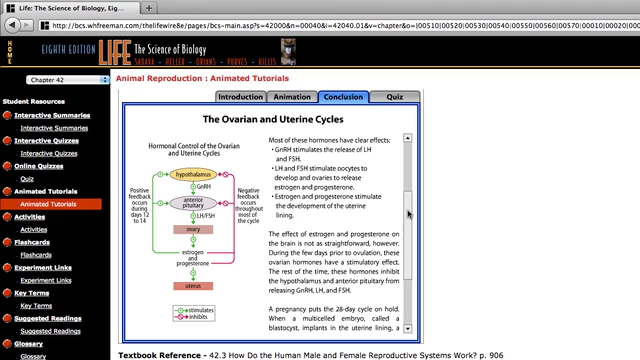 Life: The Science of Biology, Eig...
http://bcs.whfreeman.com/thelifewire8e/pages/bcs-main.asp?s=42000&n=00040&i=42040.01&v=chapter&o=|00510|00520|00530|00540|00550|00560|00570|00010|00020|000
HOME
EIGHTH EDITION LIFE The Science of Biology
SADAVA · HELLER · ORIANS · PURVES · HILLIS
Chapter 42
Animal Reproduction : Animated Tutorials
Student Resources
Interactive Summaries
Interactive Summaries
Interactive Quizzes
Interactive Quizzes
Online Quizzes
Quiz
Animated Tutorials
Animated Tutorials
Activities
Activities
Flashcards
Flashcards
Experiment Links
Experiment Links
Key Terms
Key Terms
Suggested Readings
Suggested Readings
Glossary
Introduction
Animation
Conclusion
Quiz
The Ovarian and Uterine Cycles
Hormonal Control of the Ovarian
and Uterine Cycles
hypothalamus
GnRH
Positive
feedback
occurs
during days
12 to 14
anterior
pituitary
Negative
feedback
occurs
throughout
most of
the cycle
LH/FSH
ovary
estrogen
and
progesterone
uterus
stimulates
inhibits
Most of these hormones have clear effects:
• GnRH stimulates the release of LH
and FSH.
• LH and FSH stimulate oocytes to
develop and ovaries to release
estrogen and progesterone.
• Estrogen and progesterone stimulate
the development of the uterine
lining.
The effect of estrogen and progesterone on
the brain is not as straightforward, however.
During the few days prior to ovulation, these
ovarian hormones have a stimulatory effect.
The rest of the time, these hormones inhibit
the hypothalamus and anterior pituitary from
releasing GnRH, LH, and FSH.
A pregnancy puts the 28-day cycle on hold.
When a multicelled embryo, called a
blastocyst, implants in the uterine lining, a
Textbook Reference - 42.3 How Do the Human Male and Female Reproductive Systems Work? p. 906